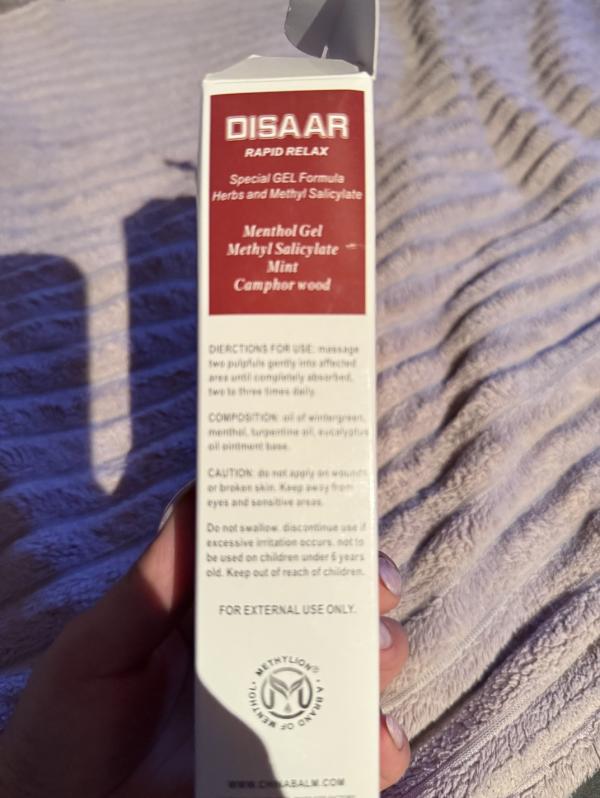 DISAAR
RAPID RELAX
Special GEL Formula
Herbs and Methyl Salicylate
Menthol Gel
Methyl Salicylate
Mint
Camphor wood
DIERCTIONS FOR USE: massage
two pulpfuls gently into affected
area until completely absorbed,
two to three times daily.
COMPOSITION: oil of wintergreen,
menthol, turpentine oil, eucalyptus
oil ointment base.
CAUTION: do not apply on wounds
or broken skin. Keep away from
eyes and sensitive areas.
Do not swallow. discontinue use if
excessive irritation occurs. not to
be used on children under 6 years
old. Keep out of reach of children.
FOR EXTERNAL USE ONLY.
METHYLION®
A BRAND OF MENTHOL
WWW.CHINABALM.COM